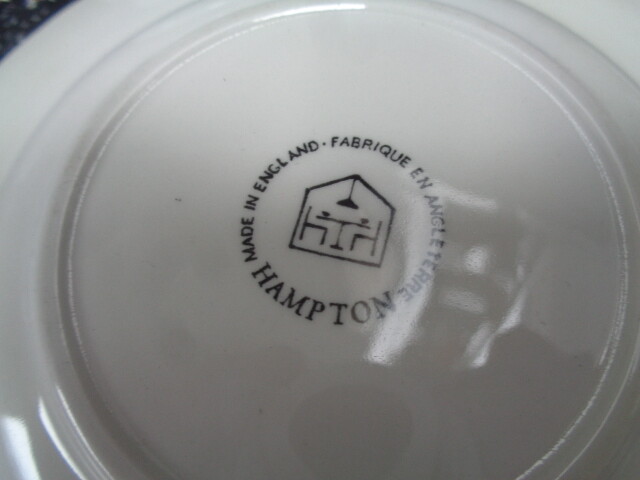 MADE IN ENGLAND · FABRIQUE EN ANGLETERRE
HAMPTON